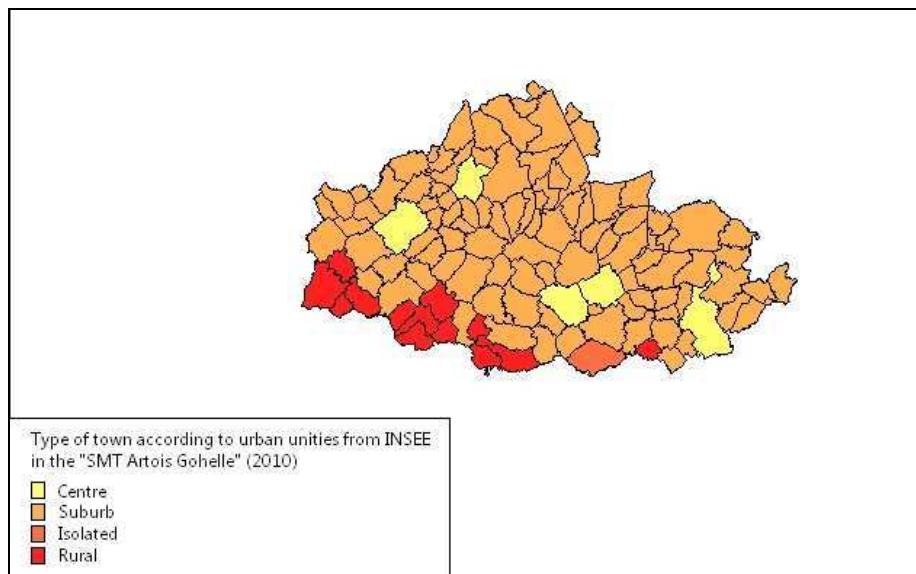 Type of town according to urban unities from INSEE
in the "SMT Artois Gohelle" (2010)
Centre
Suburb
Isolated
Rural